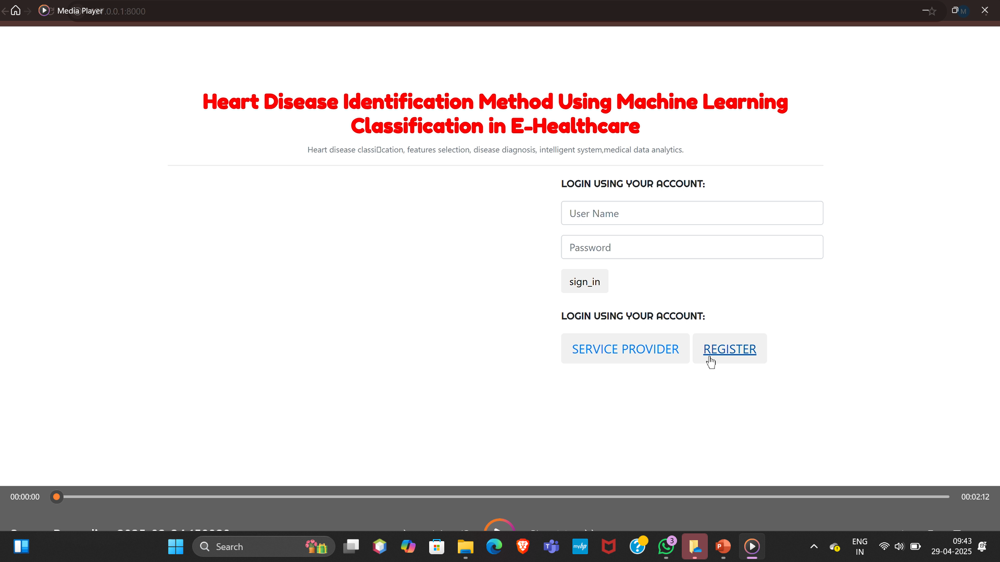 Media Player
7.0.0.1:8000
M
Heart Disease Identification Method Using Machine Learning
Classification in E-Healthcare
Heart disease classi▯cation, features selection, disease diagnosis, intelligent system,medical data analytics.
LOGIN USING YOUR ACCOUNT:
User Name
Password
sign_in
LOGIN USING YOUR ACCOUNT:
SERVICE PROVIDER
REGISTER
00:00:00
00:02:12
Search
myhp
3
ENG
IN
09:43
29-04-2025